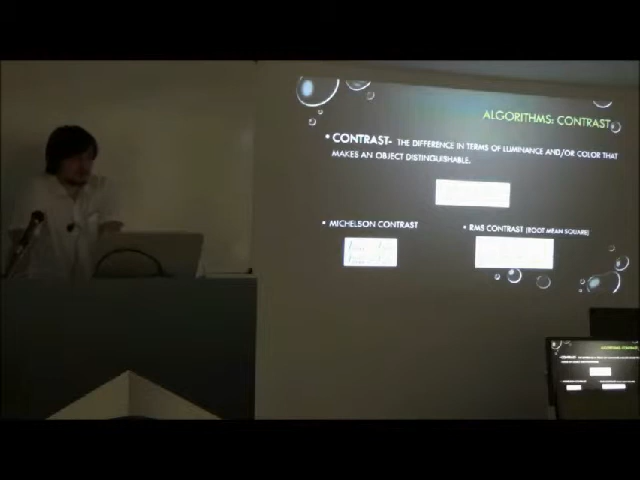 ALGORITHMS: CONTRAST
• CONTRAST- THE DIFFERENCE IN TERMS OF LUMINANCE AND/OR COLOR THAT
MAKES AN OBJECT DISTINGUISHABLE.
• MICHELSON CONTRAST
• RMS CONTRAST (ROOT MEAN SQUARE)